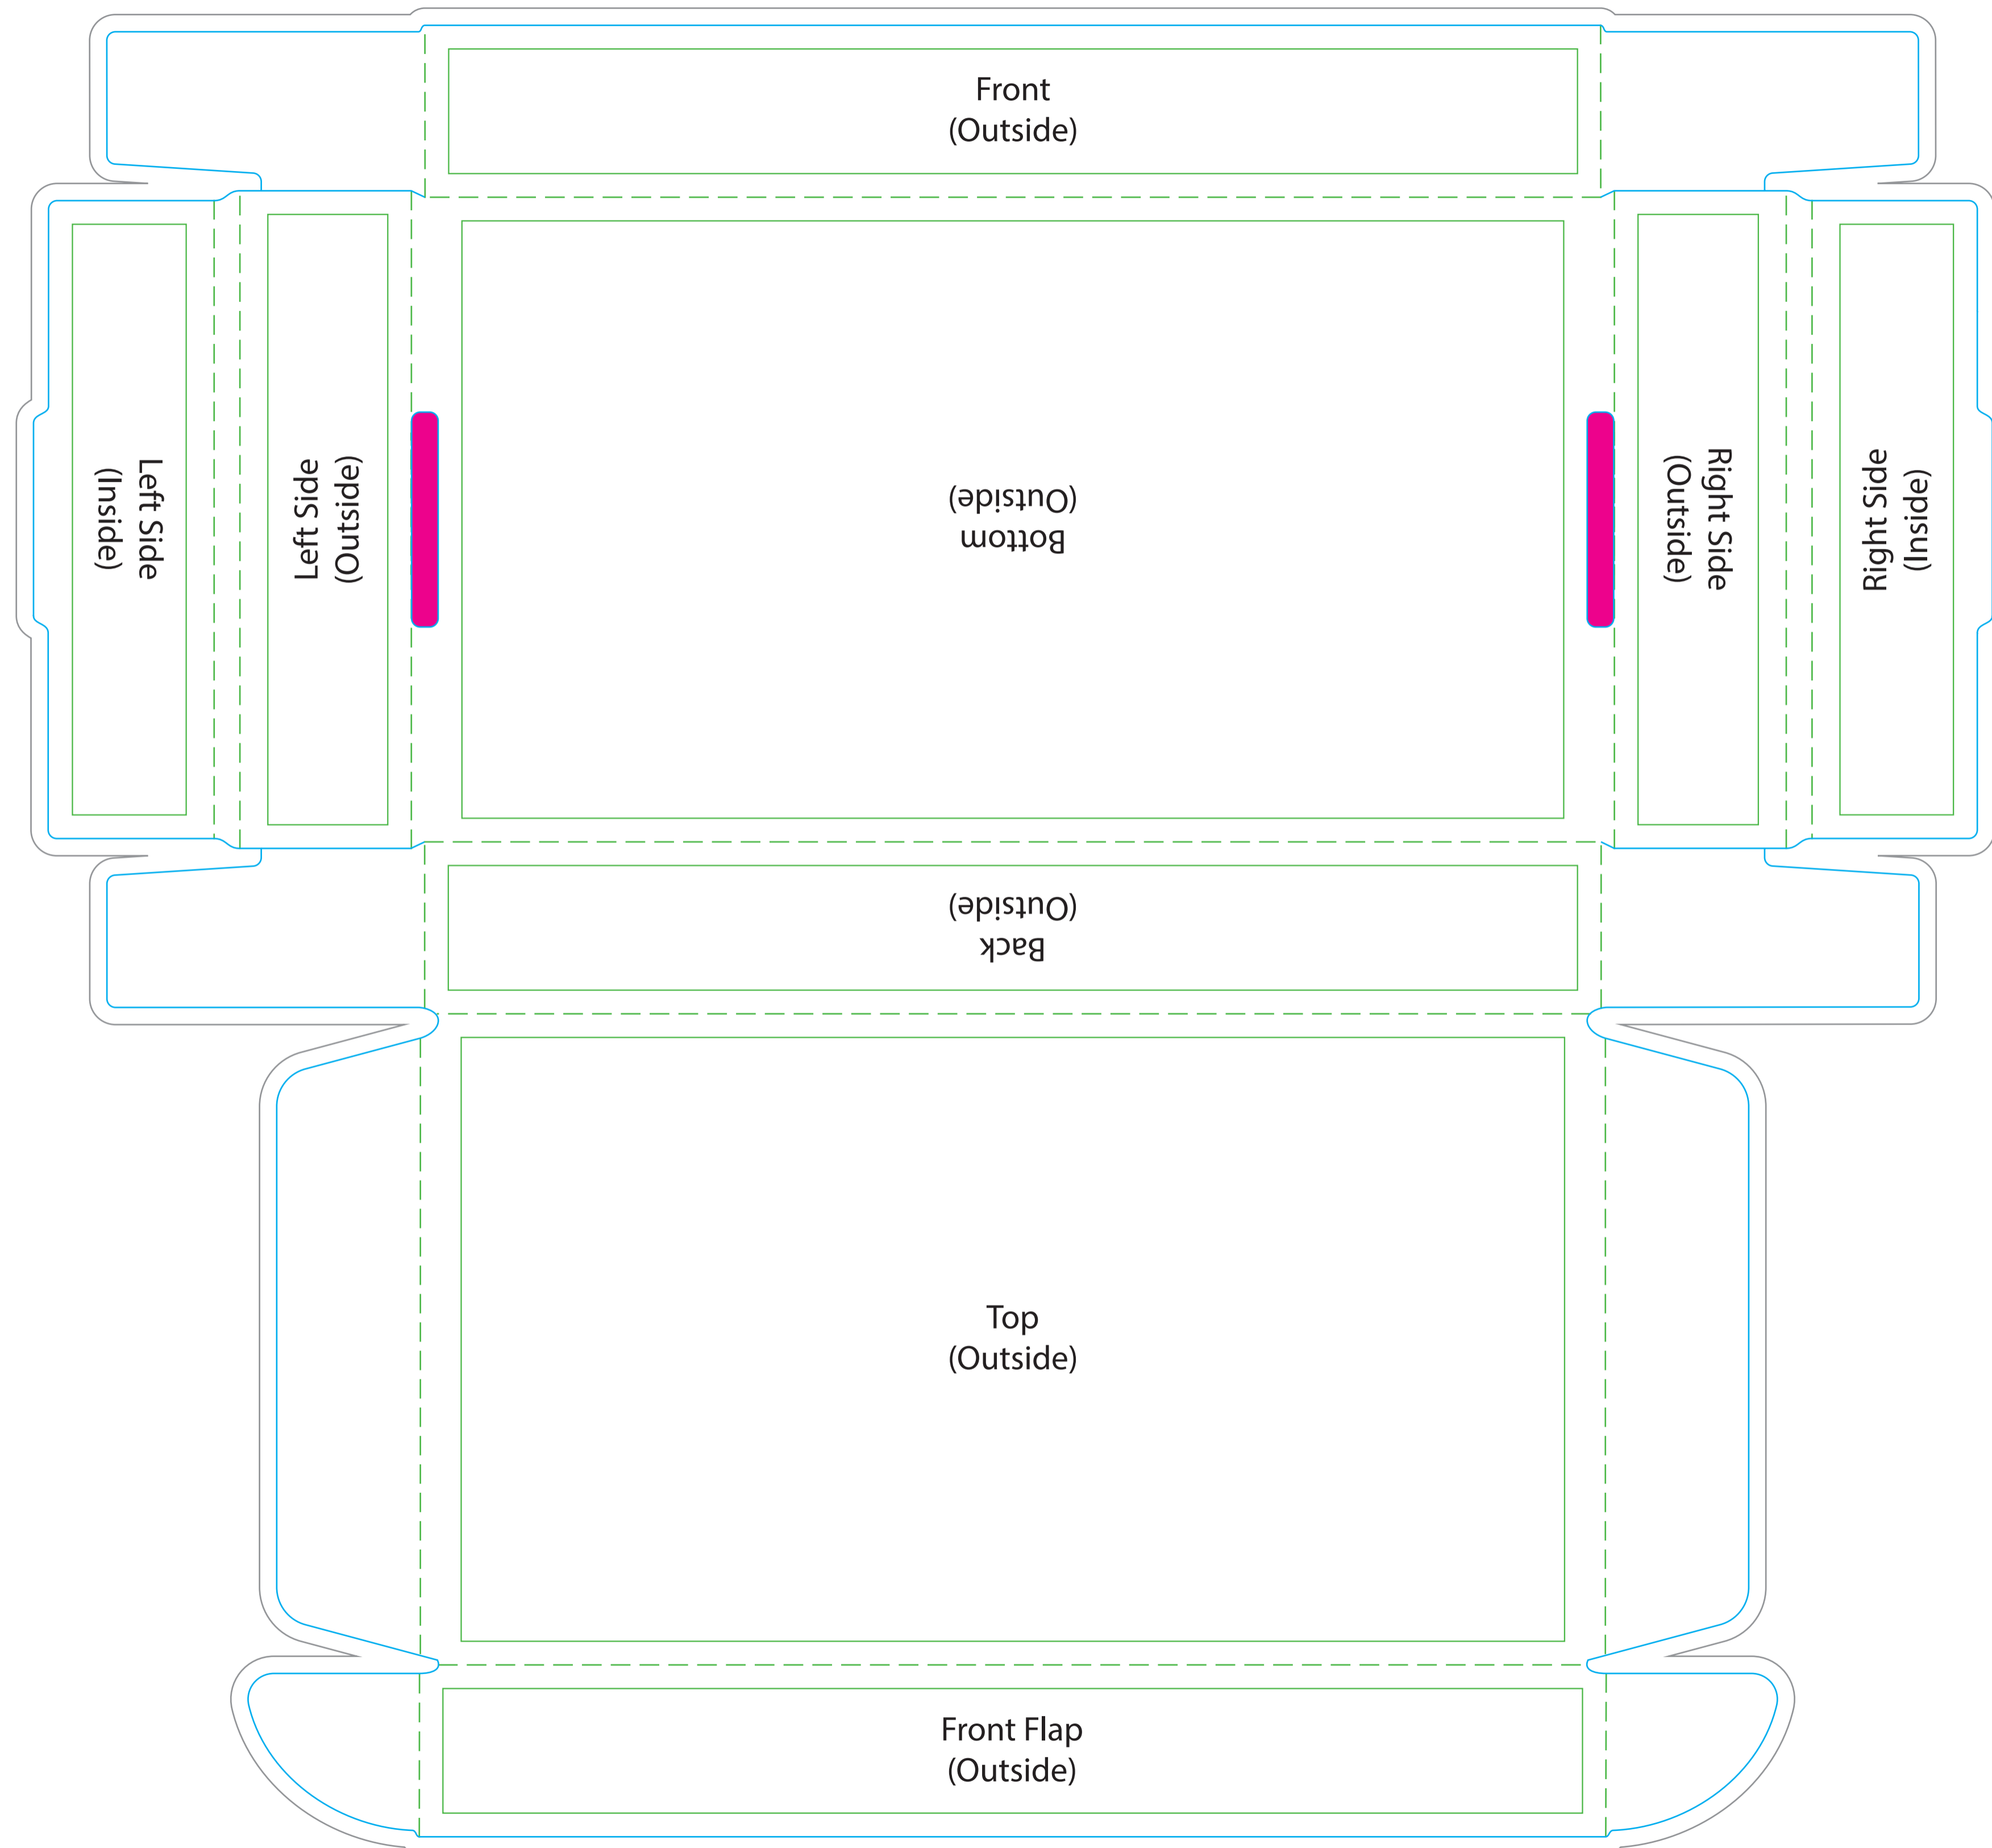 Front
(Outside)
Left Side
(Inside)
Left Side
(Outside)
Bottom
(Outside)
Right Side
(Outside)
Right Side
(Inside)
Back
(Outside)
Top
(Outside)
Front Flap
(Outside)